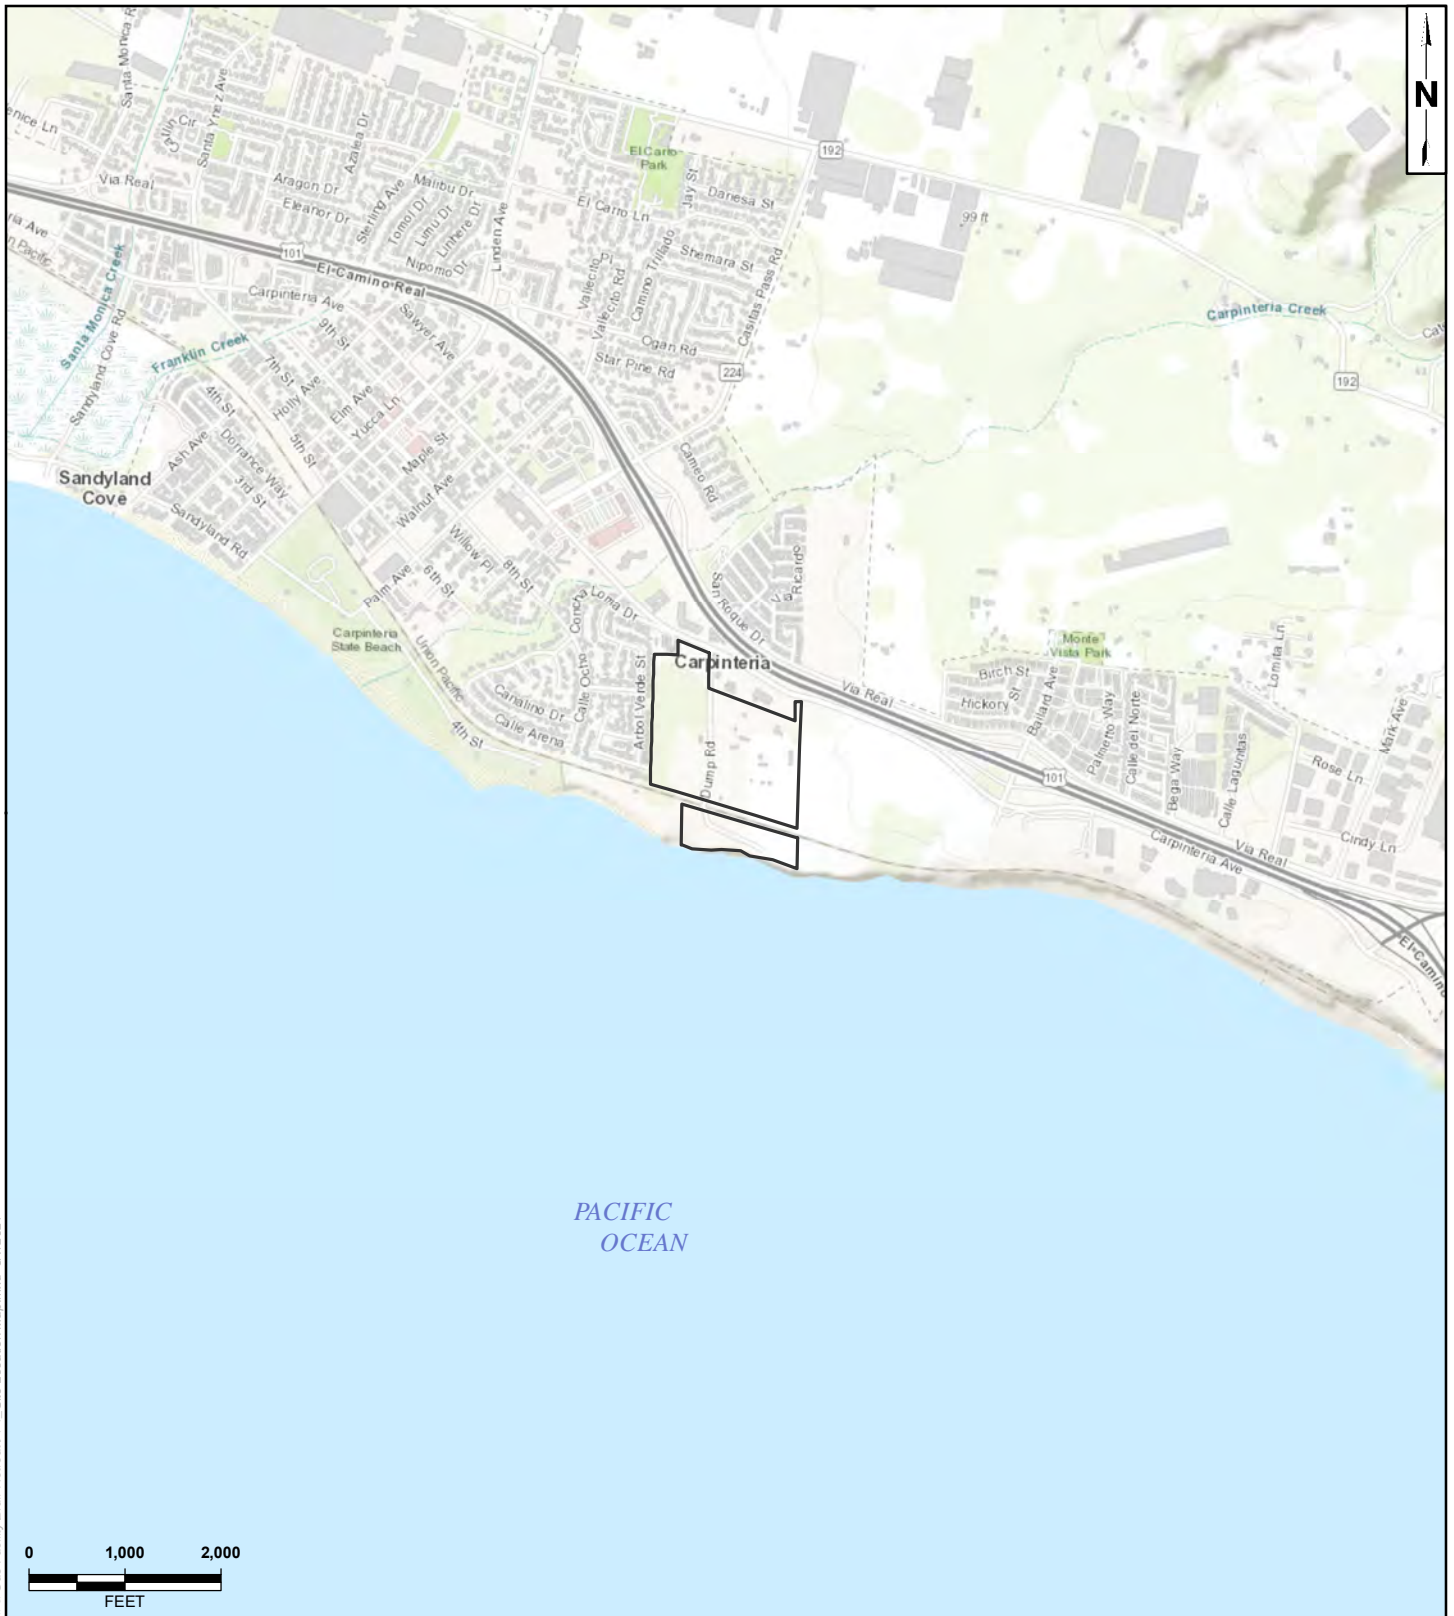 Santa Monica R
N
Santa Ynez Ave
enice Ln
Azalea Dr
El Carro
Park
192
Via Real
Aragon Dr
Malibu Dr
Jay St
Danesa St
Eleanor Dr
Sterling Ave
Tomol Dr
Limu Dr
Linhere Dr
Linden Ave
El Carro Ln
99 ft
ria Ave
n Pacific
101
El Camino Real
Nipomo Dr
Vallecito Pl
Vallecito Rd
Camino Trillado
Shemara St
Casitas Pass Rd
Santa Monica Creek
Sandyland Cove Rd
Carpinteria Ave
9th St
Sawyer Ave
Carpinteria Creek
Cat
Franklin Creek
7th St
Holly Ave
Elm Ave
Yucca Ln
Ogan Rd
Star Pine Rd
224
192
4th St
5th St
Maple St
Ash Ave
Dorrance Way
3rd St
Walnut Ave
Cameo Rd
Sandyland
Cove
Sandyland Rd
Willow Pl
8th St
6th St
Palm Ave
Concha Loma Dr
San Roque Dr
Via Ricardo
Carpinteria
State Beach
Union Pacific
Calle Ocho
Arbol Verde St
Carpinteria
Monte
Vista Park
Lomita Ln
Birch St
Hickory St
Ballard Ave
Palmetto Way
Calle del Norte
Via Real
Canalino Dr
Calle Arena
4th St
Dump Rd
101
Bega Way
Calle Lagunitas
Mark Ave
Rose Ln
Cindy Ln
Via Real
Carpinteria Ave
El Camino
PACIFIC
OCEAN
0 1,000 2,000
FEET